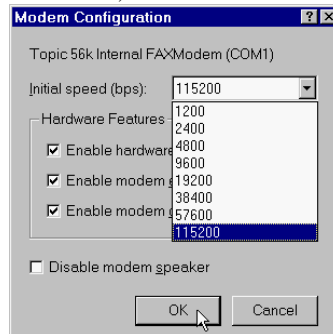 Modem Configuration
Topic 56k Internal FAXModem (COM1)
Initial speed (bps): 115200
1200
Hardware Features
2400
4800
Enable hardware
9600
Enable modem
19200
38400
Enable modem
57600
115200
Disable modem speaker
OK Cancel